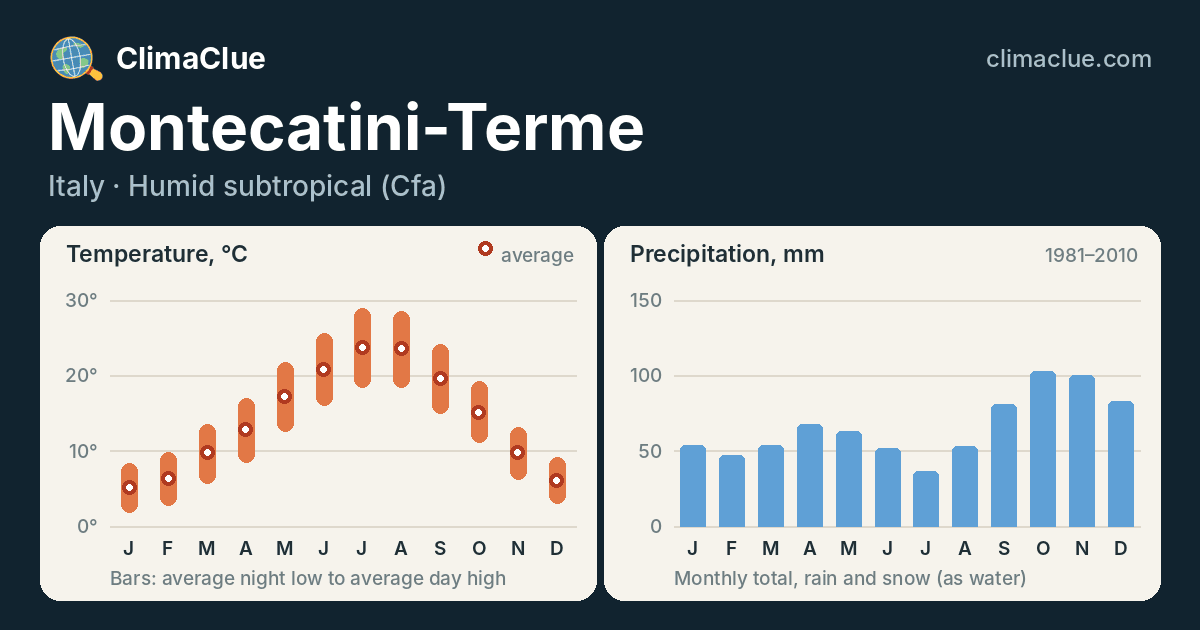 ClimaClue
climaclue.com
Montecatini-Terme
Italy · Humid subtropical (Cfa)
Temperature, °C
average
30°
20°
10°
0°
J F M A M J J A S O N D
Bars: average night low to average day high
Precipitation, mm
1981–2010
150
100
50
0
J F M A M J J A S O N D
Monthly total, rain and snow (as water)